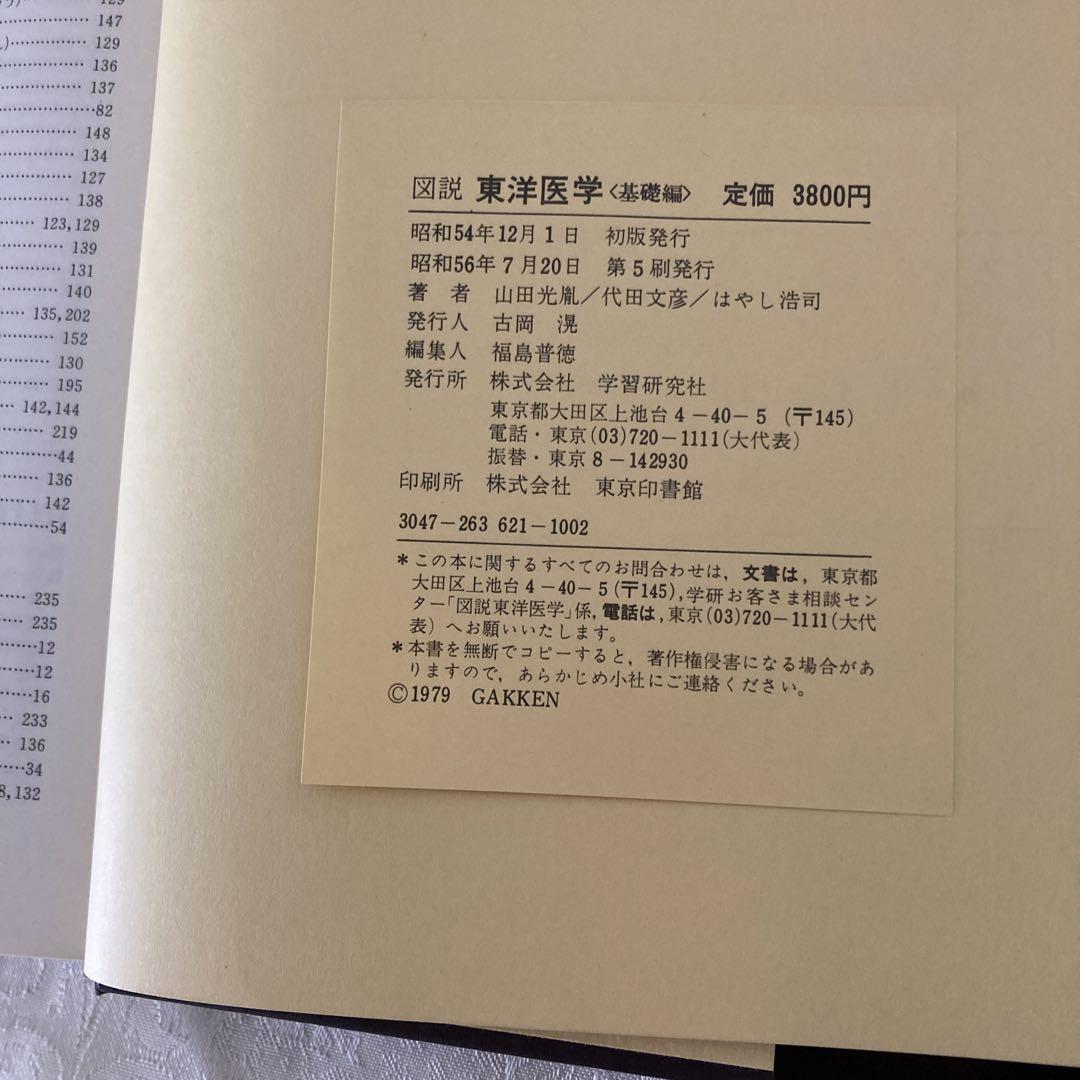 147
129
136
137
82
148
134
127
138
123,129
139
131
140
135,202
152
130
195
142,144
219
44
136
142
54
235
235
12
12
16
233
136
34
8,132
図説 東洋医学〈基礎編〉 定価 3800円
昭和54年12月1日 初版発行
昭和56年7月20日 第5刷発行
著者 山田光胤/代田文彦/はやし浩司
発行人 古岡 滉
編集人 福島普徳
発行所 株式会社 学習研究社
東京都大田区上池台4-40-5(〒145)
電話・東京(03)720-1111(大代表)
振替・東京8-142930
印刷所 株式会社 東京印書館
3047-263 621-1002
*この本に関するすべてのお問合わせは,文書は,東京都
大田区上池台4-40-5(〒145),学研お客さま相談セン
ター「図説東洋医学」係,電話は,東京(03)720-1111(大代
表)へお願いいたします。
*本書を無断でコピーすると,著作権侵害になる場合があ
りますので,あらかじめ小社にご連絡ください。
©1979 GAKKEN